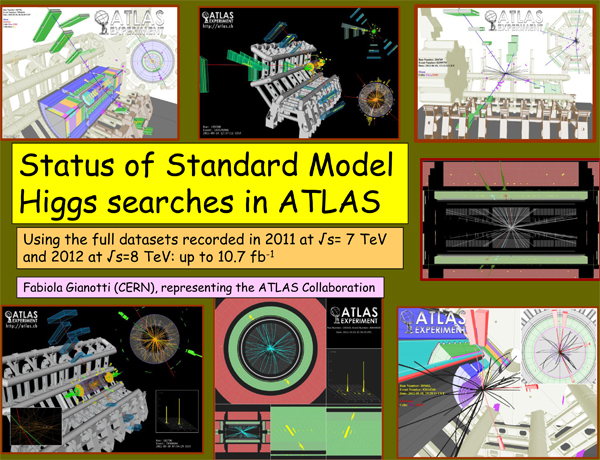 ATLAS
EXPERIMENT
ATLAS
EXPERIMENT
http://atlas.ch
ATLAS
EXPERIMENT
Status of Standard Model
Higgs searches in ATLAS
Using the full datasets recorded in 2011 at √s= 7 TeV
and 2012 at √s=8 TeV: up to 10.7 fb⁻¹
Fabiola Gianotti (CERN), representing the ATLAS Collaboration
ATLAS
EXPERIMENT
http://atlas.ch
ATLAS
EXPERIMENT
ATLAS
EXPERIMENT